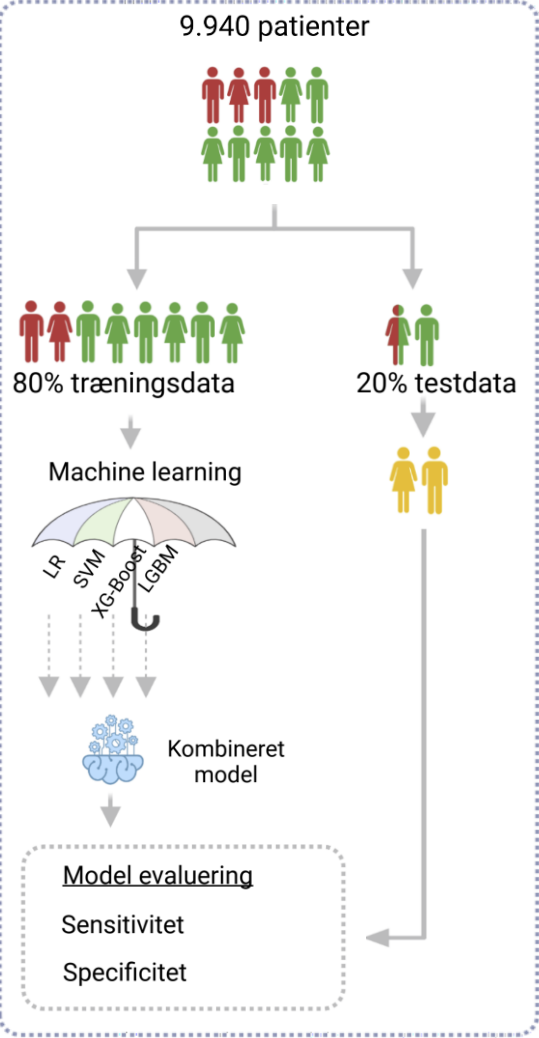 9.940 patienter
80% træningsdata
20% testdata
Machine learning
LR
SVM
XG-Boost
LGBM
Kombineret
model
Model evaluering
Sensitivitet
Specificitet